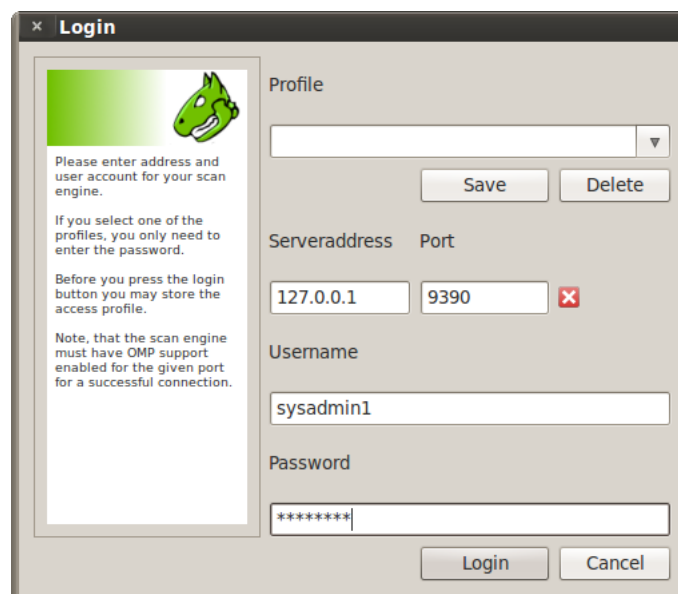 Login
Please enter address and
user account for your scan
engine.
If you select one of the
profiles, you only need to
enter the password.
Before you press the login
button you may store the
access profile.
Note, that the scan engine
must have OMP support
enabled for the given port
for a successful connection.
Profile
Save Delete
Serveraddress Port
127.0.0.1 9390
Username
sysadmin1
Password
********
Login Cancel